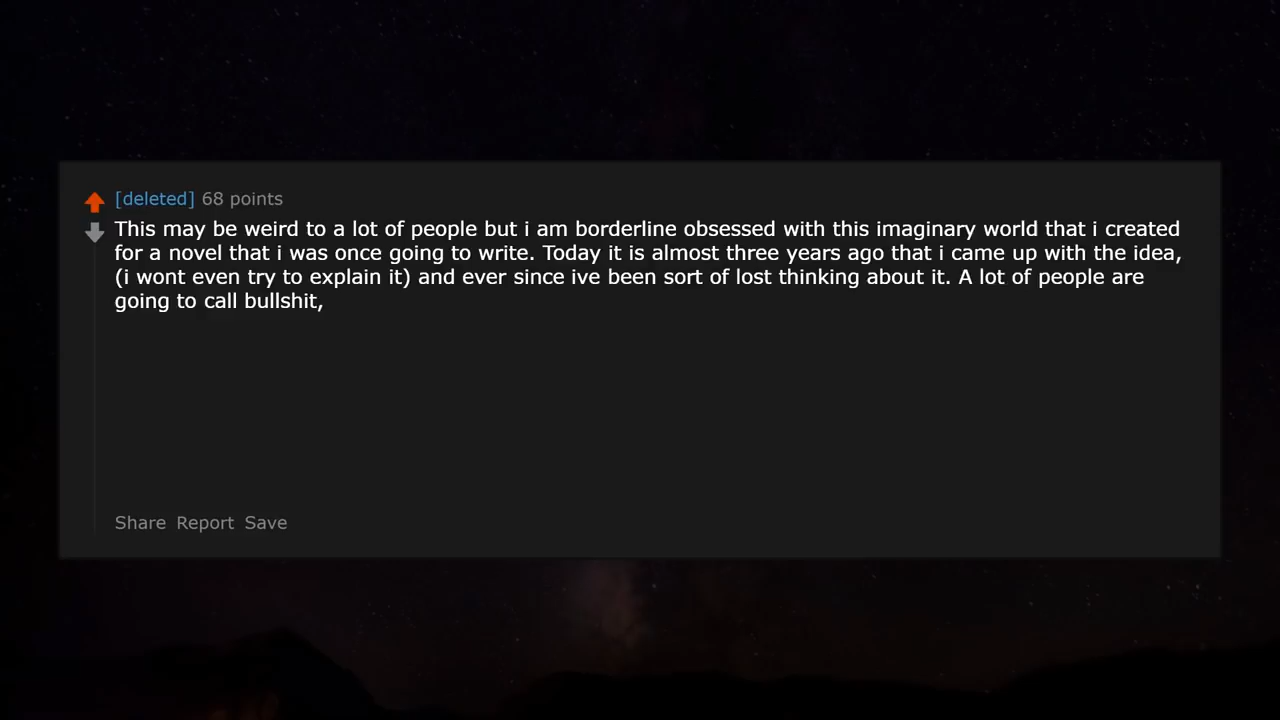 [deleted] 68 points
This may be weird to a lot of people but i am borderline obsessed with this imaginary world that i created
for a novel that i was once going to write. Today it is almost three years ago that i came up with the idea,
(i wont even try to explain it) and ever since ive been sort of lost thinking about it. A lot of people are
going to call bullshit,
Share Report Save